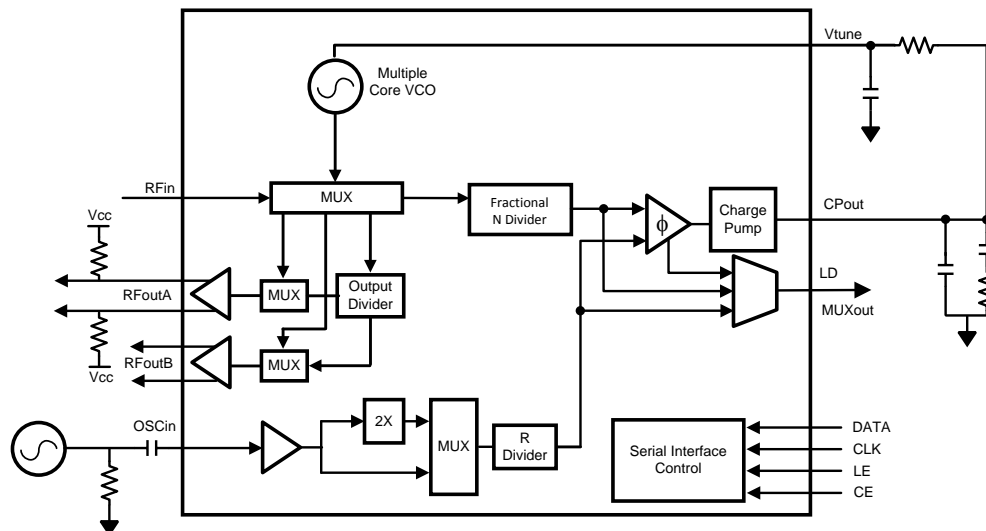 Vtune
Multiple
Core VCO
RFin
MUX
Fractional
N Divider
ϕ
Charge
Pump
CPout
Vcc
RFoutA
MUX
Output
Divider
LD
MUXout
RFoutB
MUX
Vcc
OSCin
2X
MUX
R
Divider
Serial Interface
Control
DATA
CLK
LE
CE